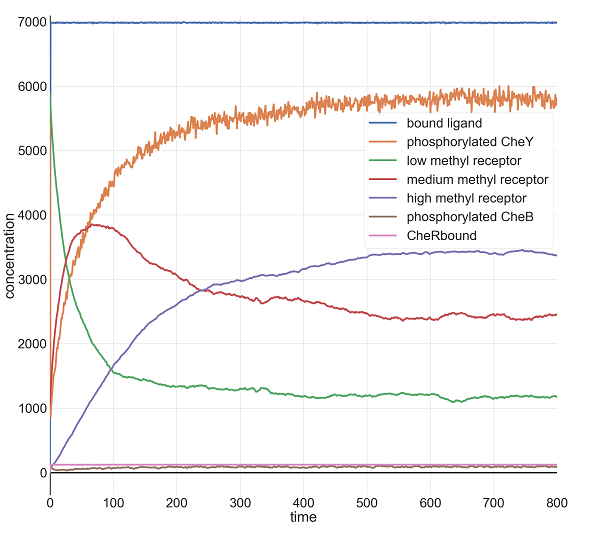 7000
6000
5000
4000
3000
2000
1000
0
concentration
bound ligand
phosphorylated CheY
low methyl receptor
medium methyl receptor
high methyl receptor
phosphorylated CheB
CheRbound
0 100 200 300 400 500 600 700 800
time